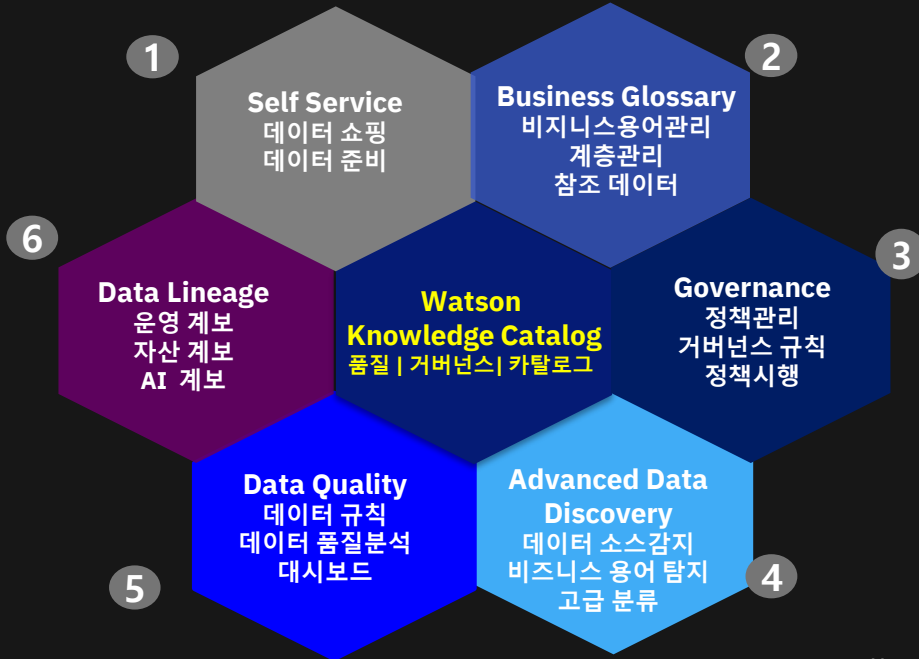 1
Self Service
데이터 쇼핑
데이터 준비
2
Business Glossary
비지니스용어관리
계층관리
참조 데이터
3
Governance
정책관리
거버넌스 규칙
정책시행
4
Advanced Data
Discovery
데이터 소스감지
비즈니스 용어 탐지
고급 분류
5
Data Quality
데이터 규칙
데이터 품질분석
대시보드
6
Data Lineage
운영 계보
자산 계보
AI 계보
Watson
Knowledge Catalog
품질 | 거버넌스| 카탈로그